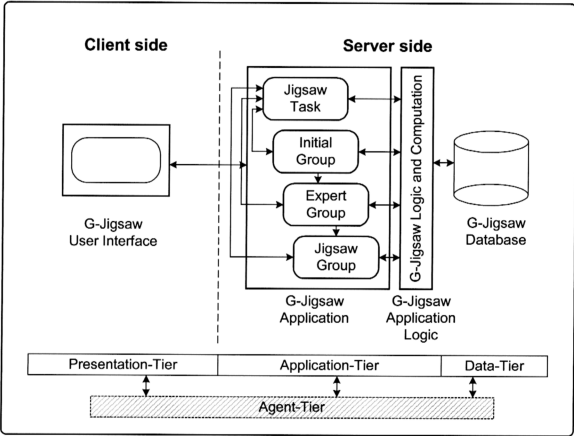 Client side
Server side
Jigsaw
Task
Initial
Group
Expert
Group
Jigsaw
Group
G-Jigsaw Logic and Computation
G-Jigsaw
User Interface
G-Jigsaw
Database
G-Jigsaw
Application
G-Jigsaw
Application
Logic
Presentation-Tier
Application-Tier
Data-Tier
Agent-Tier